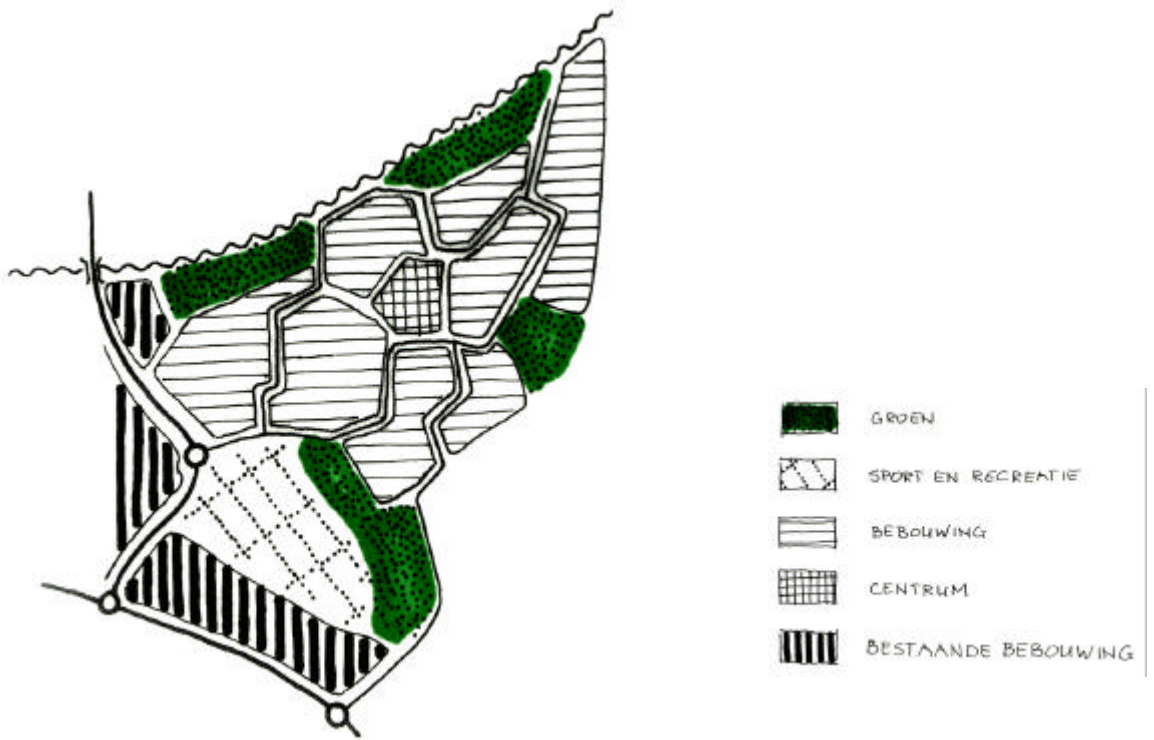 GROEN
SPORT EN RECREATIE
BEBOUWING
CENTRUM
BESTAANDE BEBOUWING